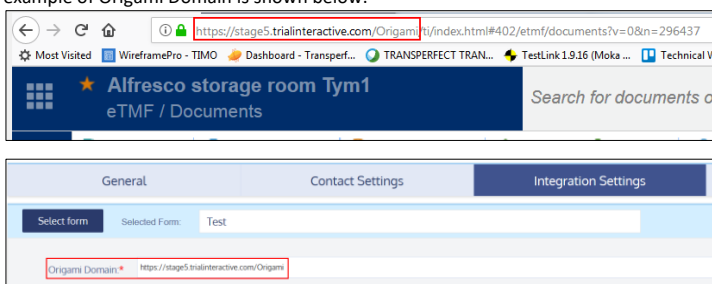 example of Origami Domain is shown below.
https://stage5.trialinteractive.com/Origami/ti/index.html#402/etmf/documents?v=0&n=296437
Most Visited WireframePro - TIMO Dashboard - Transperf... TRANSPERFECT TRAN... TestLink 1.9.16 (Moka ... Technical W
Alfresco storage room Tym1
eTMF / Documents
Search for documents o
General Contact Settings Integration Settings
Select form Selected Form: Test
Origami Domain:* https://stage5.trialinteractive.com/Origami